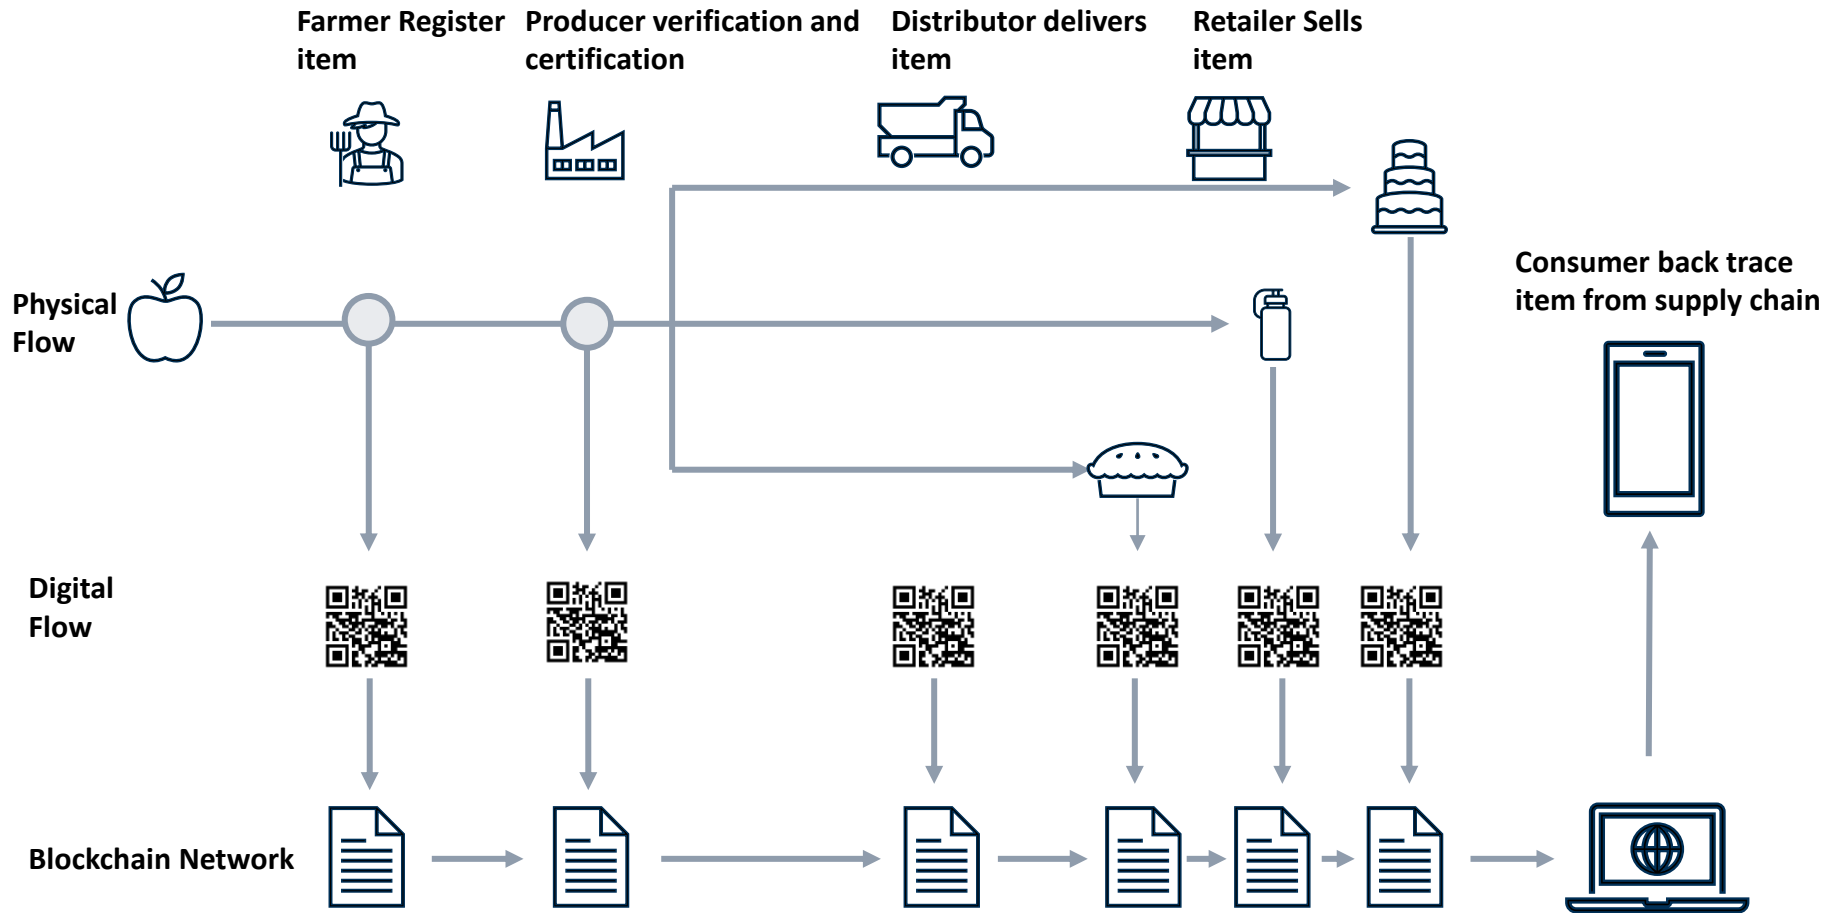 Farmer Register
item
Producer verification and
certification
Distributor delivers
item
Retailer Sells
item
Consumer back trace
item from supply chain
Physical
Flow
Digital
Flow
Blockchain Network